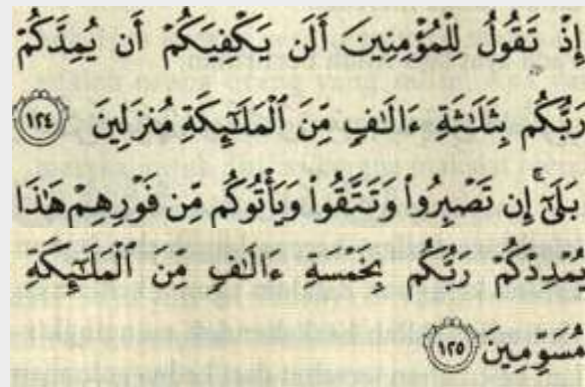 إِذْ تَقُولُ لِلْمُؤْمِنِينَ أَلَن يَكْفِيَكُمْ أَن يُمِدَّكُمْ
رَبُّكُم بِثَلَٰثَةِ ءَالَٰفٍ مِّنَ ٱلْمَلَٰٓئِكَةِ مُنزَلِينَ ١٢٤
بَلَىٰٓ ۚ إِن تَصْبِرُوا۟ وَتَتَّقُوا۟ وَيَأْتُوكُم مِّن فَوْرِهِمْ هَٰذَا
يُمْدِدْكُمْ رَبُّكُم بِخَمْسَةِ ءَالَٰفٍ مِّنَ ٱلْمَلَٰٓئِكَةِ
مُسَوِّمِينَ ١٢٥